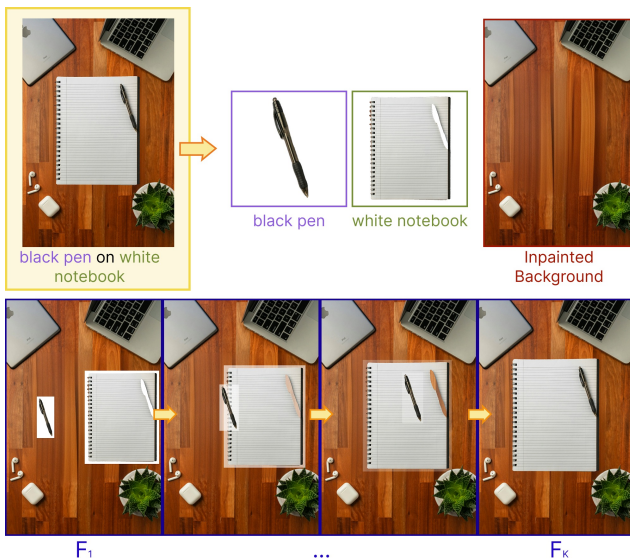 black pen on white
notebook
black pen
white notebook
Inpainted
Background
F1
...
FK